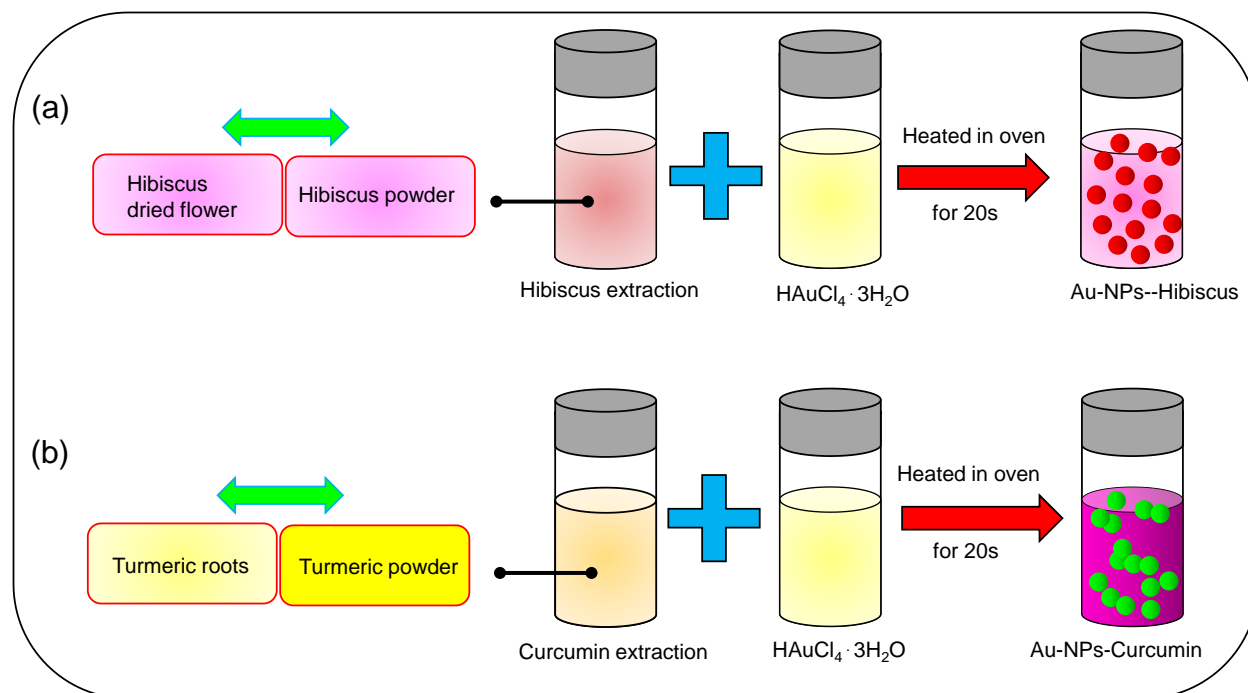 (a)
Hibiscus
dried flower
Hibiscus powder
Heated in oven
for 20s
Hibiscus extraction
HAuCl₄·3H₂O
Au-NPs--Hibiscus
(b)
Turmeric roots
Turmeric powder
Heated in oven
for 20s
Curcumin extraction
HAuCl₄·3H₂O
Au-NPs-Curcumin